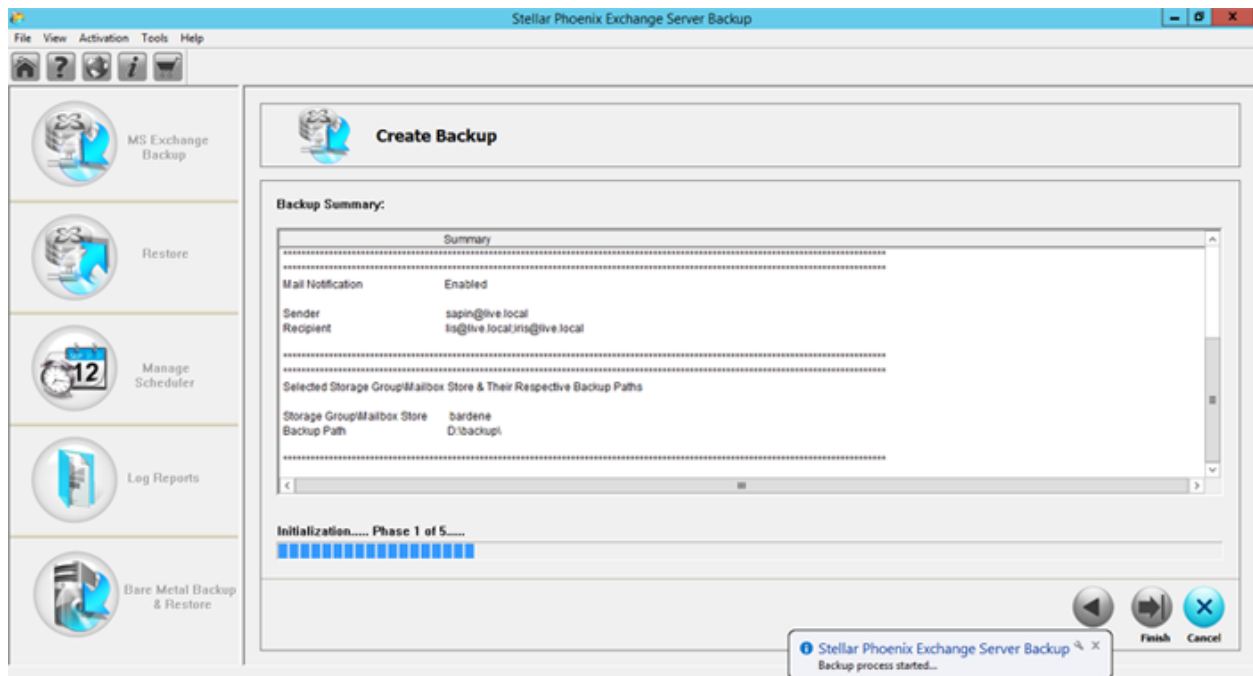 Stellar Phoenix Exchange Server Backup
File View Activation Tools Help
MS Exchange
Backup
Restore
12
Manage
Scheduler
Log Reports
Bare Metal Backup
& Restore
Create Backup
Backup Summary:
Summary
Mail Notification Enabled
Sender sapin@live.local
Recipient lis@live.local;iris@live.local
Selected Storage Group\Mailbox Store & Their Respective Backup Paths
Storage Group\Mailbox Store bardene
Backup Path D:\backup\
Initialization..... Phase 1 of 5.....
Finish Cancel
Stellar Phoenix Exchange Server Backup
Backup process started...